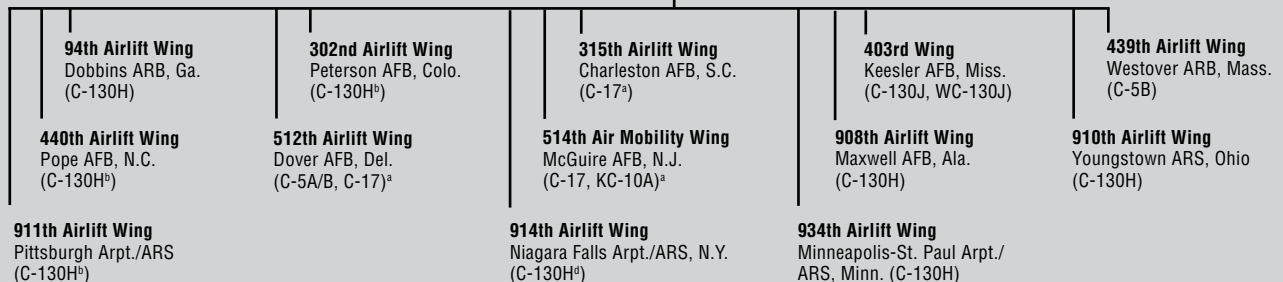 94th Airlift Wing
Dobbins ARB, Ga.
(C-130H)
302nd Airlift Wing
Peterson AFB, Colo.
(C-130Hᵇ)
315th Airlift Wing
Charleston AFB, S.C.
(C-17ᵃ)
403rd Wing
Keesler AFB, Miss.
(C-130J, WC-130J)
439th Airlift Wing
Westover ARB, Mass.
(C-5B)
440th Airlift Wing
Pope AFB, N.C.
(C-130Hᵇ)
512th Airlift Wing
Dover AFB, Del.
(C-5A/B, C-17)ᵃ
514th Air Mobility Wing
McGuire AFB, N.J.
(C-17, KC-10A)ᵃ
908th Airlift Wing
Maxwell AFB, Ala.
(C-130H)
910th Airlift Wing
Youngstown ARS, Ohio
(C-130H)
911th Airlift Wing
Pittsburgh Arpt./ARS
(C-130Hᵇ)
914th Airlift Wing
Niagara Falls Arpt./ARS, N.Y.
(C-130Hᵈ)
934th Airlift Wing
Minneapolis-St. Paul Arpt./
ARS, Minn. (C-130H)